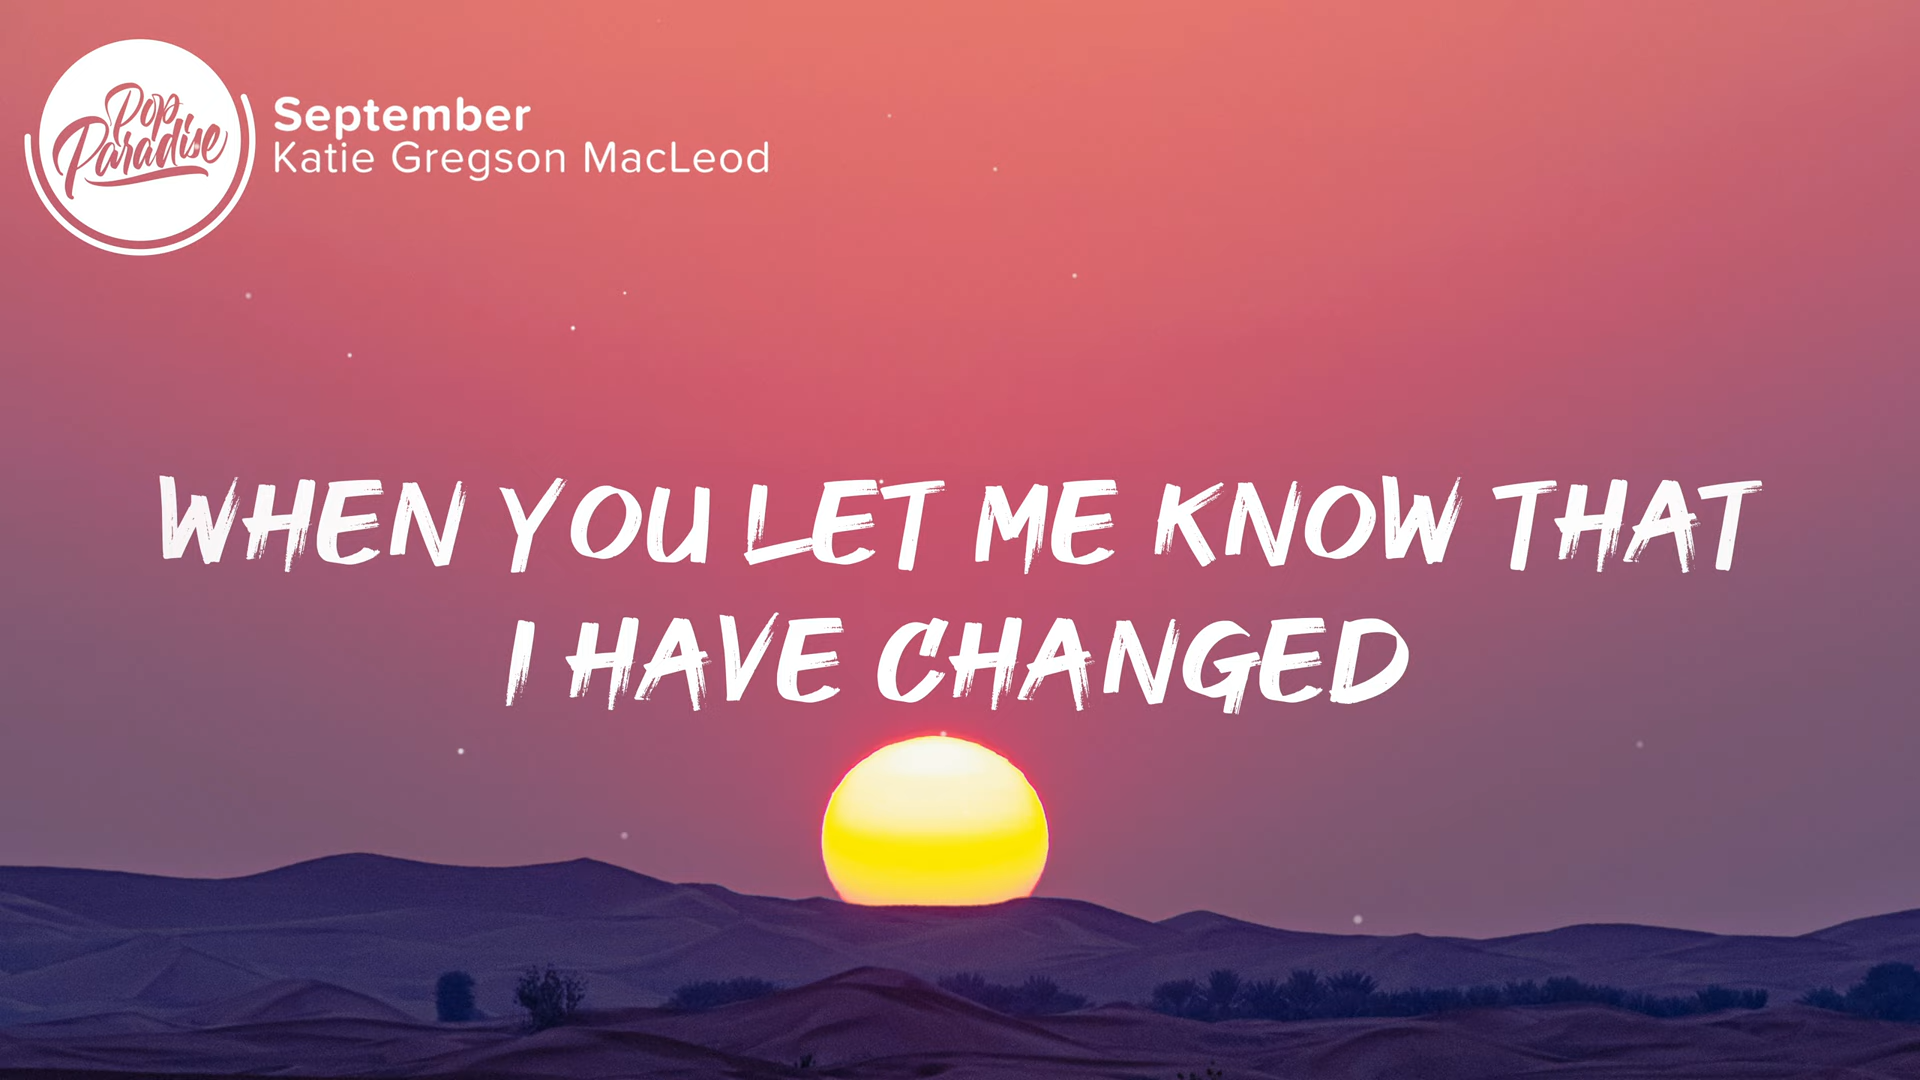 Pop
Paradise
September
Katie Gregson MacLeod
WHEN YOU LET ME KNOW THAT
I HAVE CHANGED